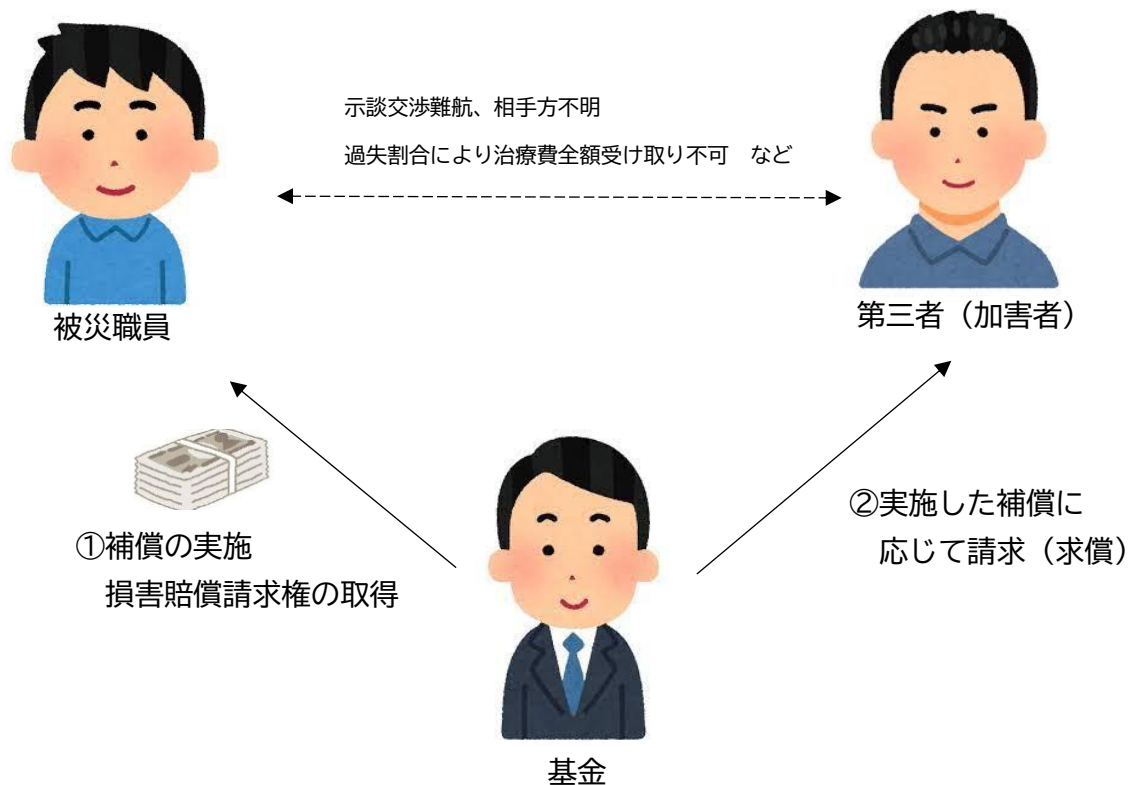 示談交渉難航、相手方不明
過失割合により治療費全額受け取り不可　など
被災職員
第三者（加害者）
①補償の実施
損害賠償請求権の取得
②実施した補償に
応じて請求（求償）
基金